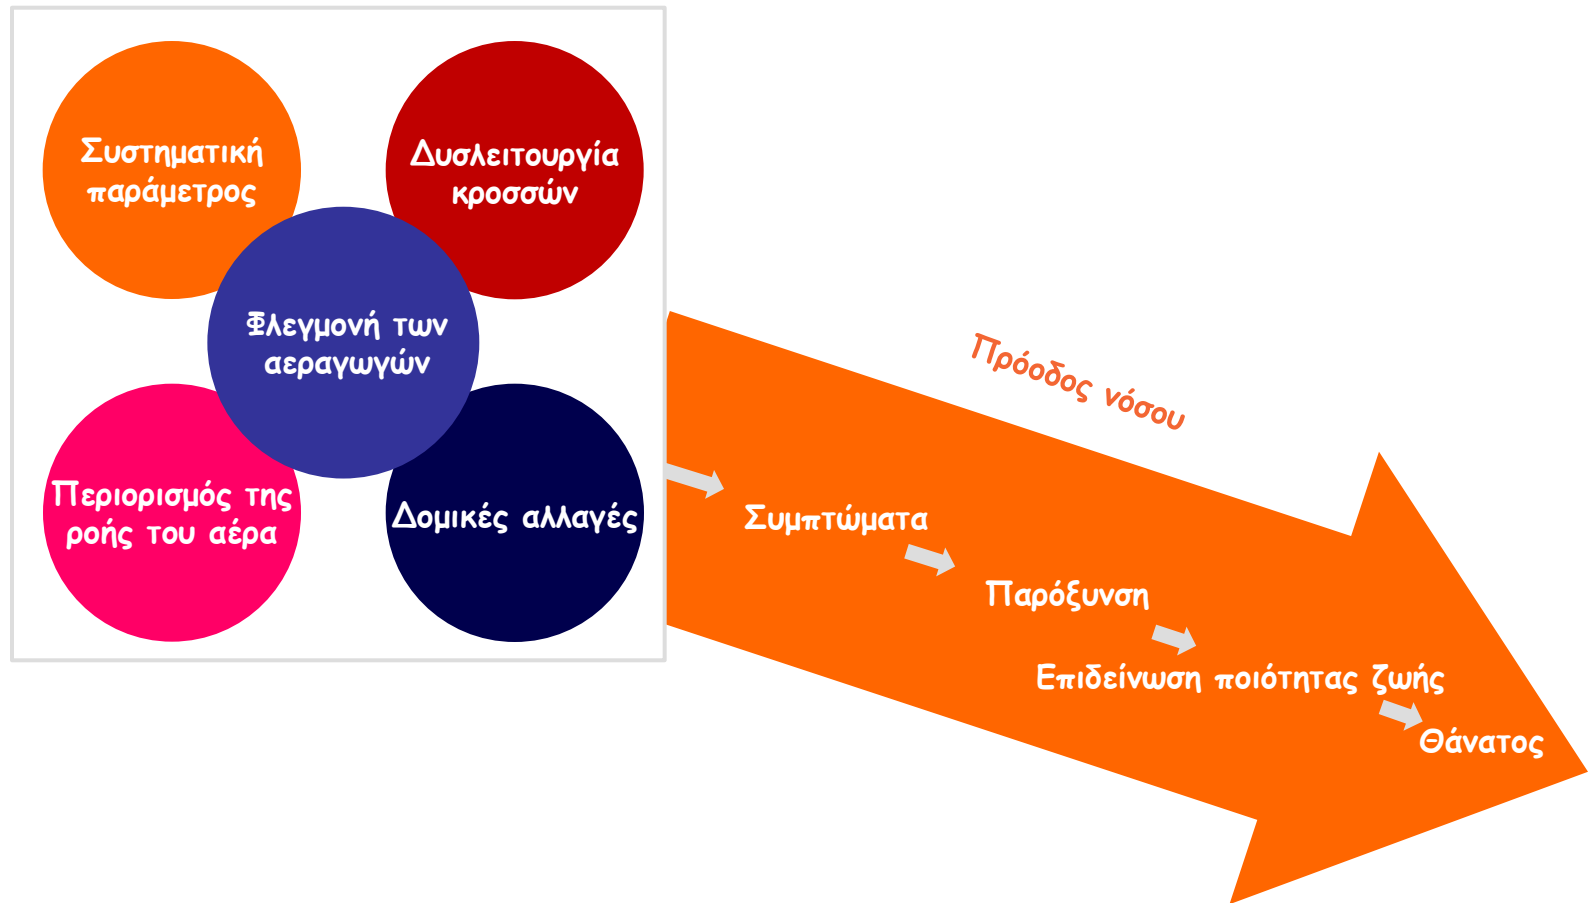 Συστηματική
παράμετρος
Δυσλειτουργία
κροσσών
Φλεγμονή των
αεραγωγών
Περιορισμός της
ροής του αέρα
Δομικές αλλαγές
Πρόοδος νόσου
Συμπτώματα
Παρόξυνση
Επιδείνωση ποιότητας ζωής
Θάνατος